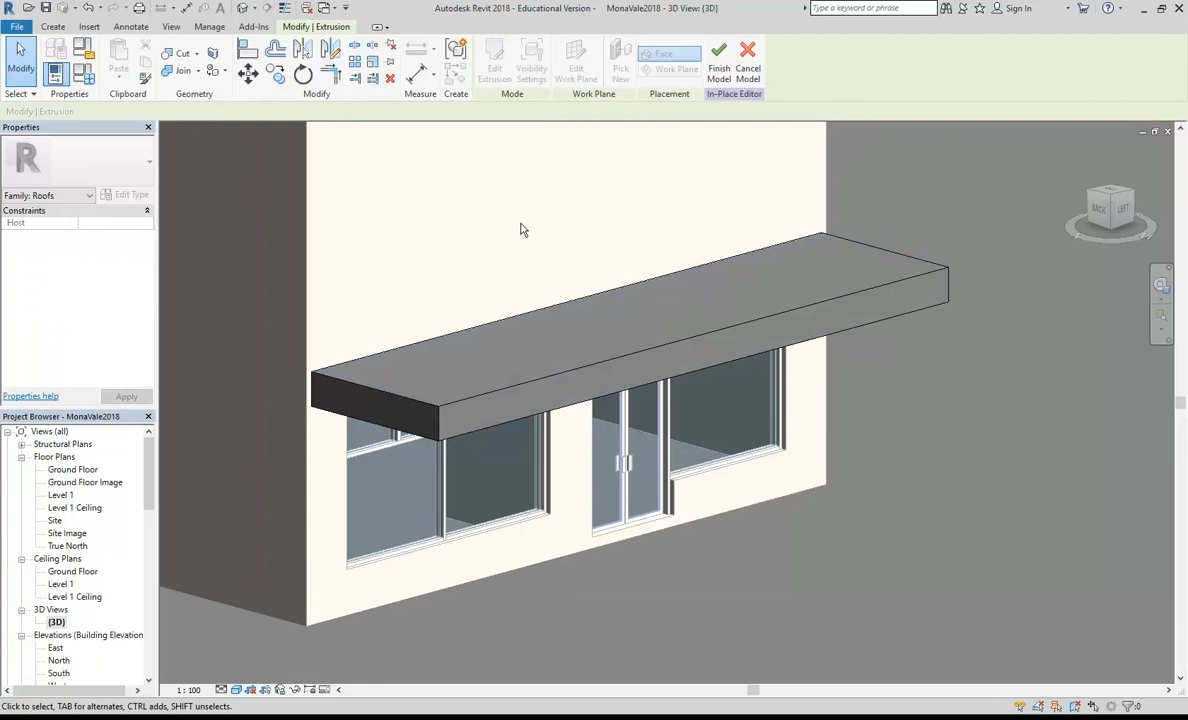 Autodesk Revit 2018 - Educational Version - MonaVale2018 - 3D View: {3D}
Type a keyword or phrase
Sign In
File Create Insert Annotate View Manage Add-Ins Modify | Extrusion
Modify
Paste
Cut
Join
Edit Extrusion
Visibility Settings
Edit Work Plane
Pick New
Face
Work Plane
Finish Model
Cancel Model
Select Properties Clipboard Geometry Modify Measure Create Mode Work Plane Placement In-Place Editor
Modify | Extrusion
Properties
R
Family: Roofs Edit Type
Constraints
Host
Properties help Apply
Project Browser - MonaVale2018
Views (all)
Structural Plans
Floor Plans
Ground Floor
Ground Floor Image
Level 1
Level 1 Ceiling
Site
Site Image
True North
Ceiling Plans
Ground Floor
Level 1
Level 1 Ceiling
3D Views
{3D}
Elevations (Building Elevation
East
North
South
BACK LEFT
1 : 100
Click to select, TAB for alternates, CTRL adds, SHIFT unselects.
:0